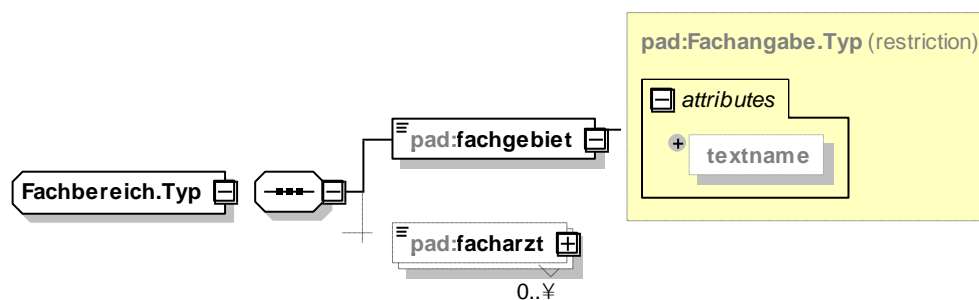 pad:Fachangabe.Typ (restriction)
attributes
pad:fachgebiet
textname
Fachbereich.Typ
pad:facharzt
0..¥